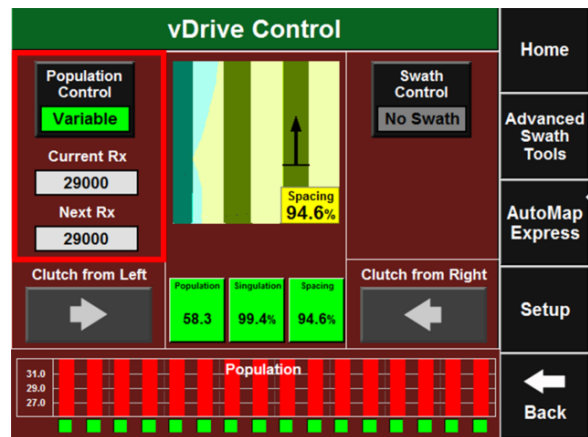 vDrive Control
Population
Control
Variable
Current Rx
29000
Next Rx
29000
Spacing
94.6%
Swath
Control
No Swath
Clutch from Left
Population
58.3
Singulation
99.4%
Spacing
94.6%
Clutch from Right
Population
31.0
29.0
27.0
Home
Advanced
Swath
Tools
AutoMap
Express
Setup
Back